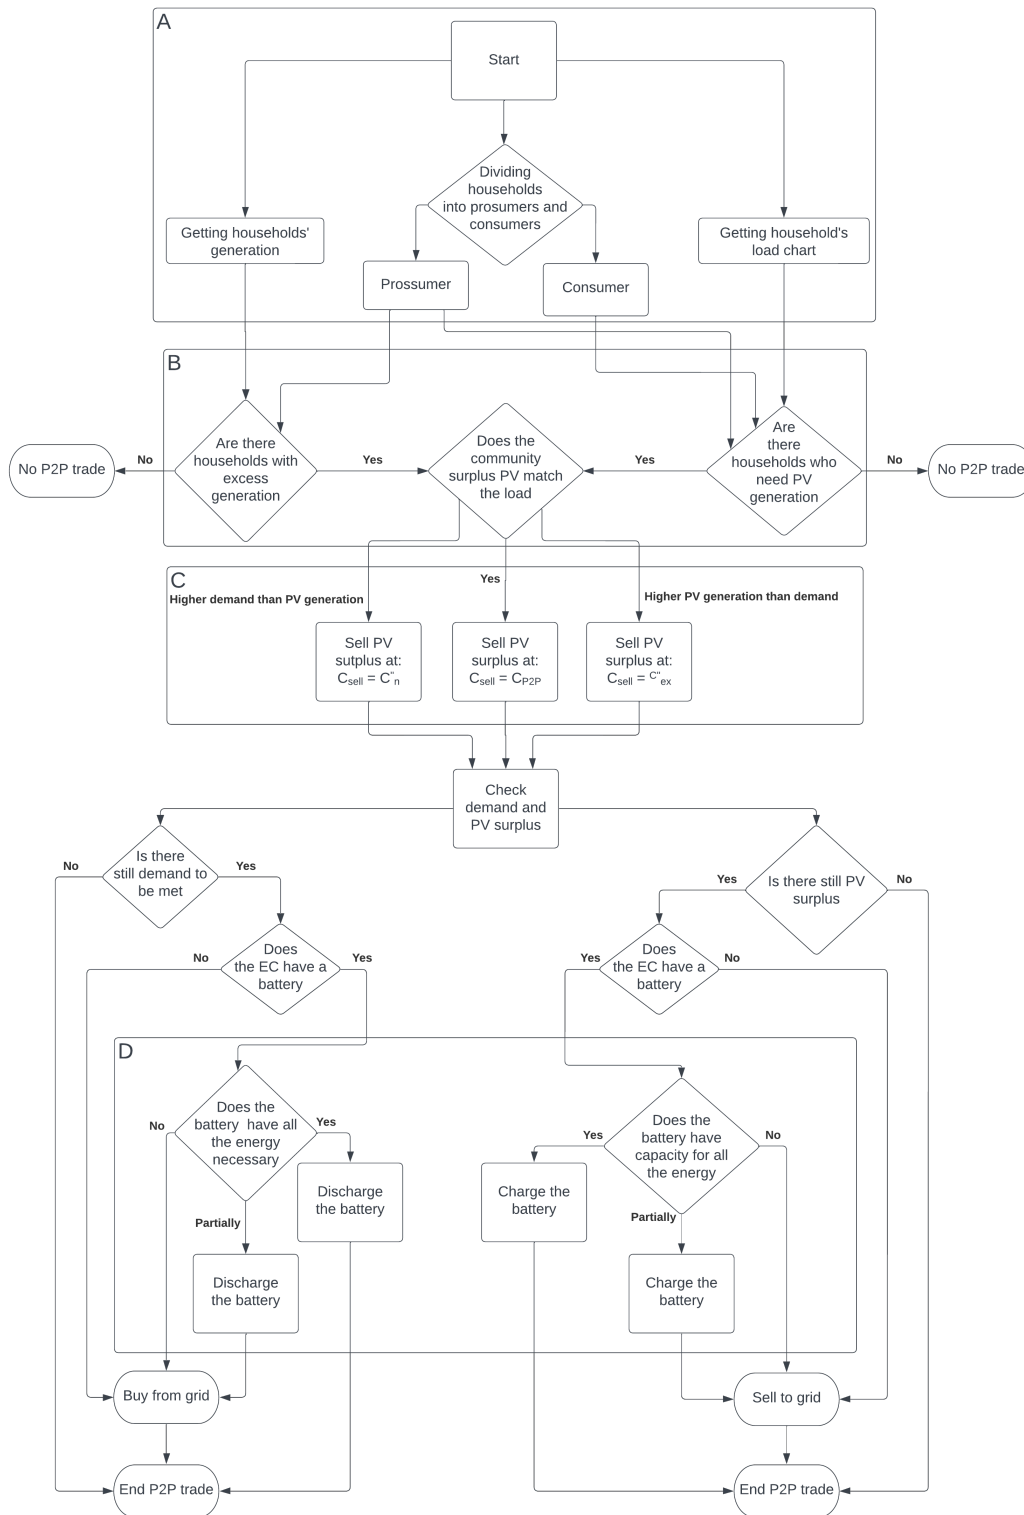 A
Start
Dividing
households
into prosumers and
consumers
Getting households'
generation
Getting household's
load chart
Prossumer
Consumer
B
Are there
households with
excess
generation
Does the
community
surplus PV match
the load
Are
there
households who
need PV
generation
No P2P trade
No
Yes
Yes
No
No P2P trade
C
Yes
Higher demand than PV generation
Higher PV generation than demand
Sell PV
sutplus at:
Csell = C"n
Sell PV
surplus at:
Csell = CP2P
Sell PV
surplus at:
Csell = C"ex
Check
demand and
PV surplus
No
Is there
still demand to
be met
Yes
Yes
Is there still PV
surplus
No
No
Does
the EC have a
battery
Yes
Yes
Does
the EC have a
battery
No
D
No
Does the
battery have all
the energy
necessary
Yes
Yes
Does the
battery have
capacity for all
the energy
No
Discharge
the battery
Charge the
battery
Partially
Partially
Discharge
the battery
Charge the
battery
Buy from grid
Sell to grid
End P2P trade
End P2P trade